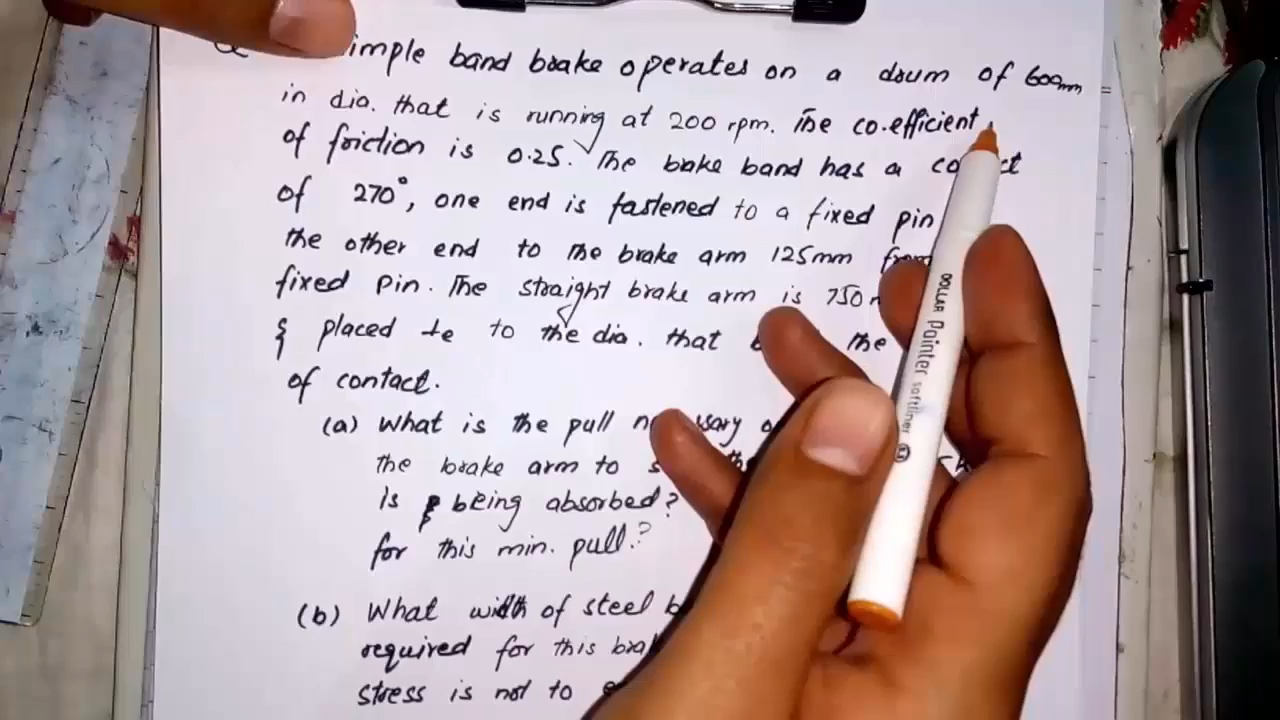 imple band brake operates on a drum of 600mm
in dia. that is running at 200 rpm. The co.efficient
of friction is 0.25. The brake band has a
of 270°, one end is fastened to a fixed pin
the other end to the brake arm 125mm from
fixed pin. The straight brake arm is 750
& placed to the dia. that the
of contact.
(a) What is the pull
the brake arm to
is being absorbed?
for this min. pull.?
(b) What width of steel
required for this
stress is not to
DOLLAR Pointer softliner